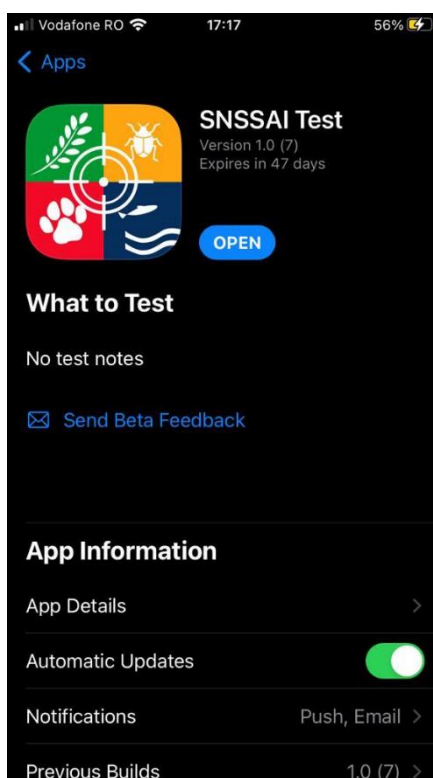 Vodafone RO 17:17 56%
Apps
SNSSAI Test
Version 1.0 (7)
Expires in 47 days
OPEN
What to Test
No test notes
Send Beta Feedback
App Information
App Details
Automatic Updates
Notifications Push, Email
Previous Builds 1.0 (7)